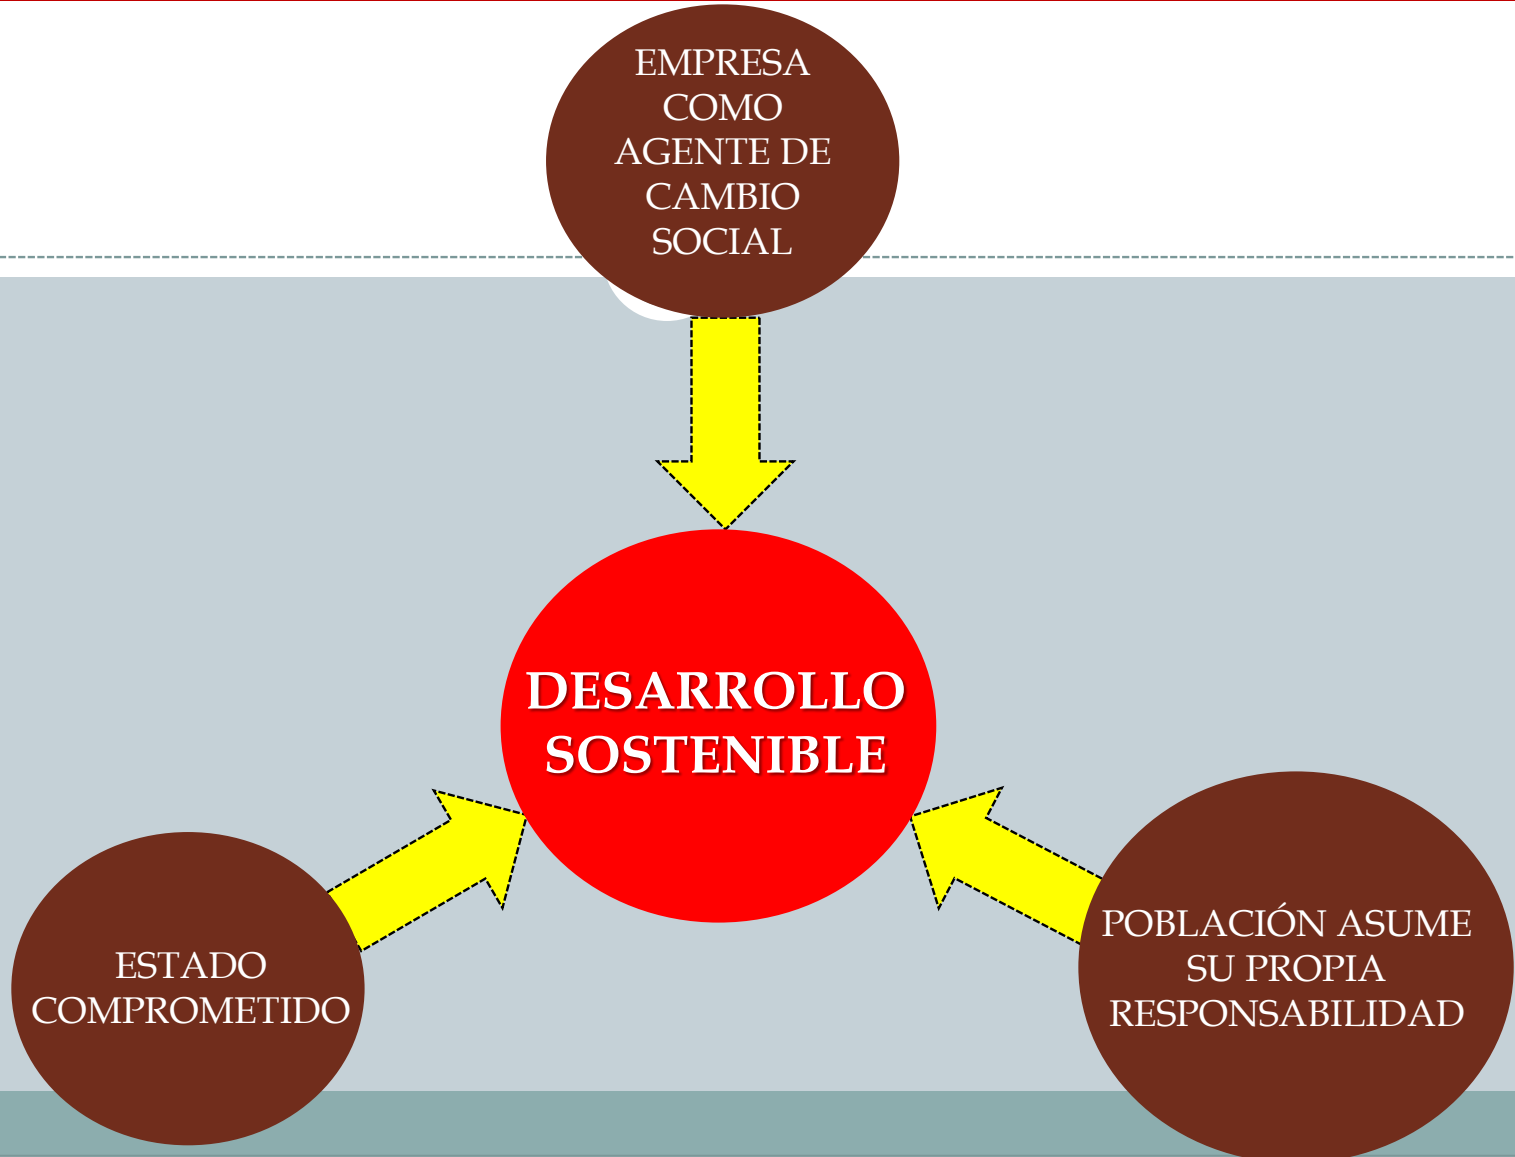 EMPRESA
COMO
AGENTE DE
CAMBIO
SOCIAL
DESARROLLO
SOSTENIBLE
ESTADO
COMPROMETIDO
POBLACIÓN ASUME
SU PROPIA
RESPONSABILIDAD